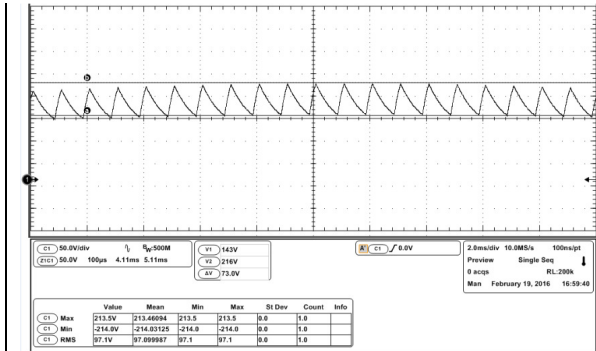 b
a
1
C1 50.0V/div BW:500M
Z1C1 50.0V 100μs 4.11ms 5.11ms
V1 143V
V2 216V
ΔV 73.0V
A' C1 0.0V
2.0ms/div 10.0MS/s 100ns/pt
Preview Single Seq
0 acqs RL:200k
Man February 19, 2016 16:59:40
Value Mean Min Max St Dev Count Info
C1 Max 213.5V 213.46094 213.5 213.5 0.0 1.0
C1 Min -214.0V -214.03125 -214.0 -214.0 0.0 1.0
C1 RMS 97.1V 97.099987 97.1 97.1 0.0 1.0